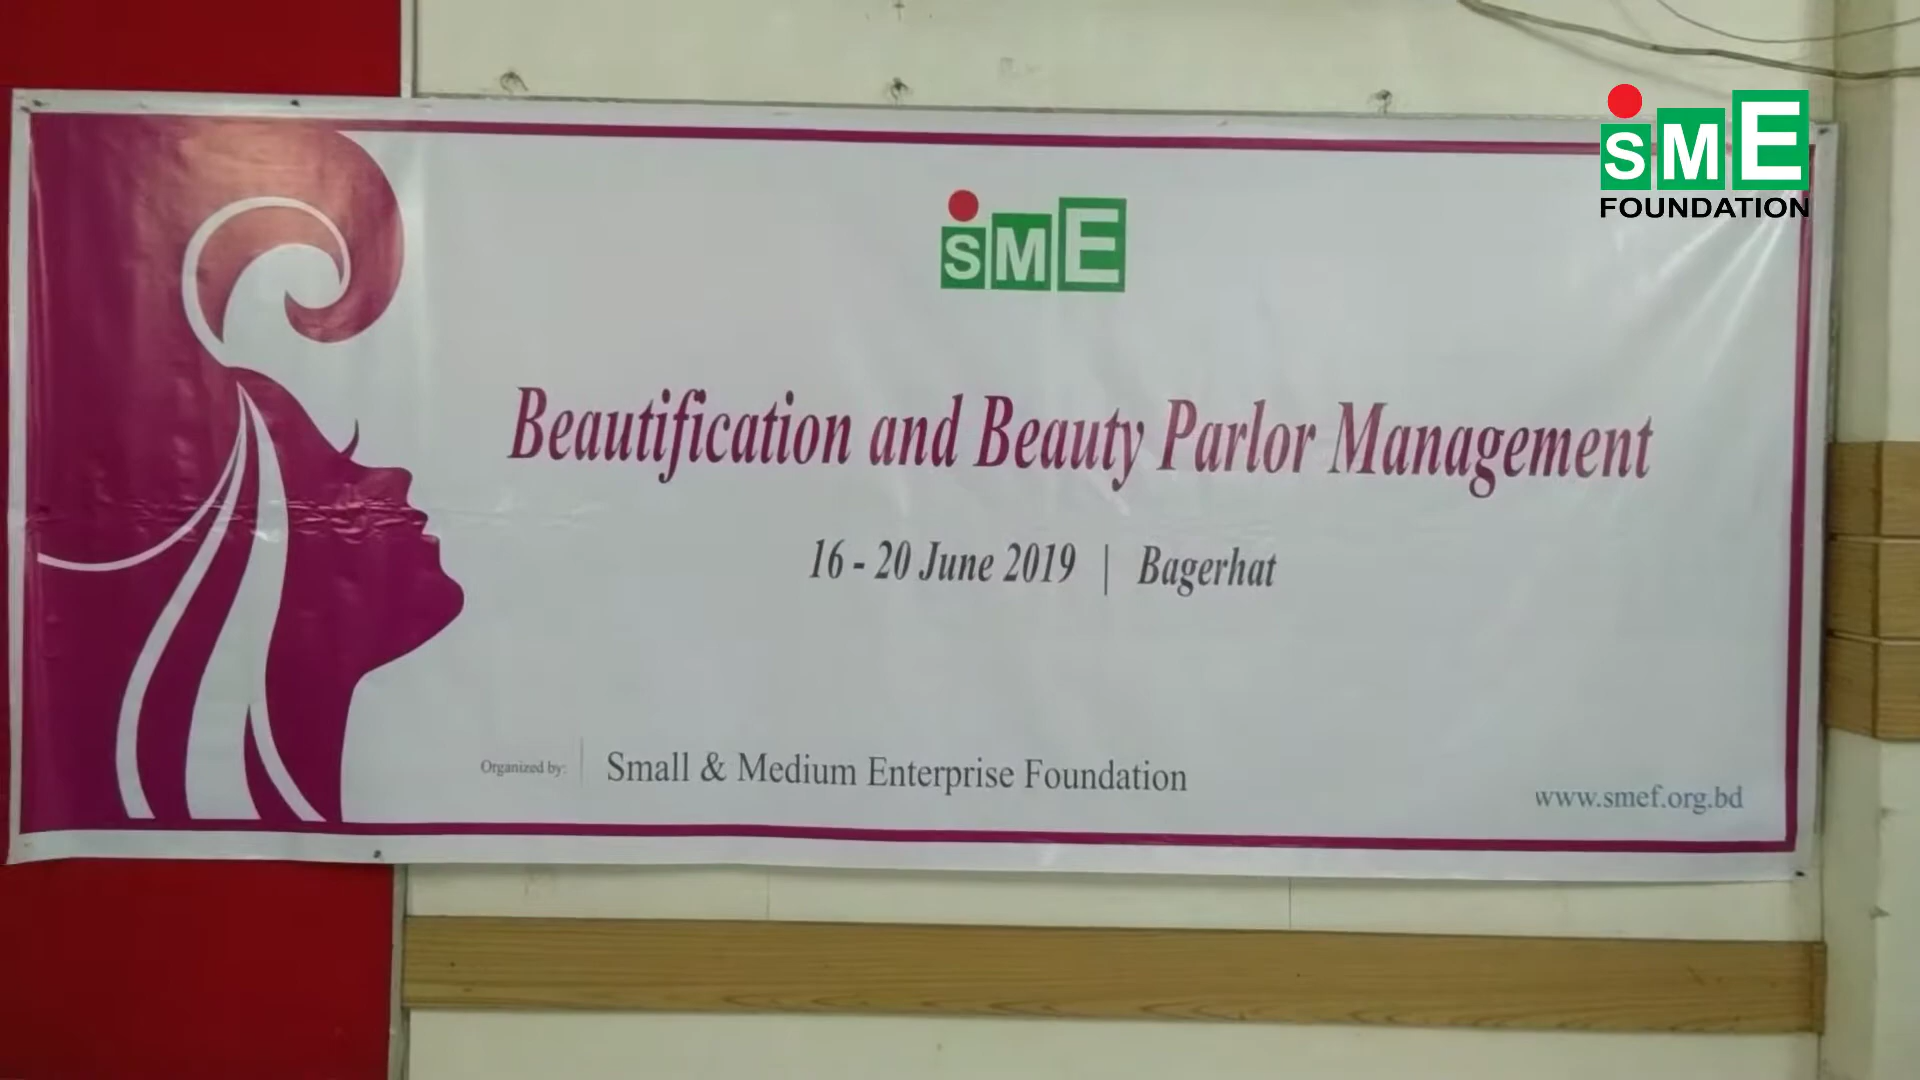 SME
FOUNDATION
SME
Beautification and Beauty Parlor Management
16 - 20 June 2019 | Bagerhat
Organized by: Small & Medium Enterprise Foundation
www.smef.org.bd